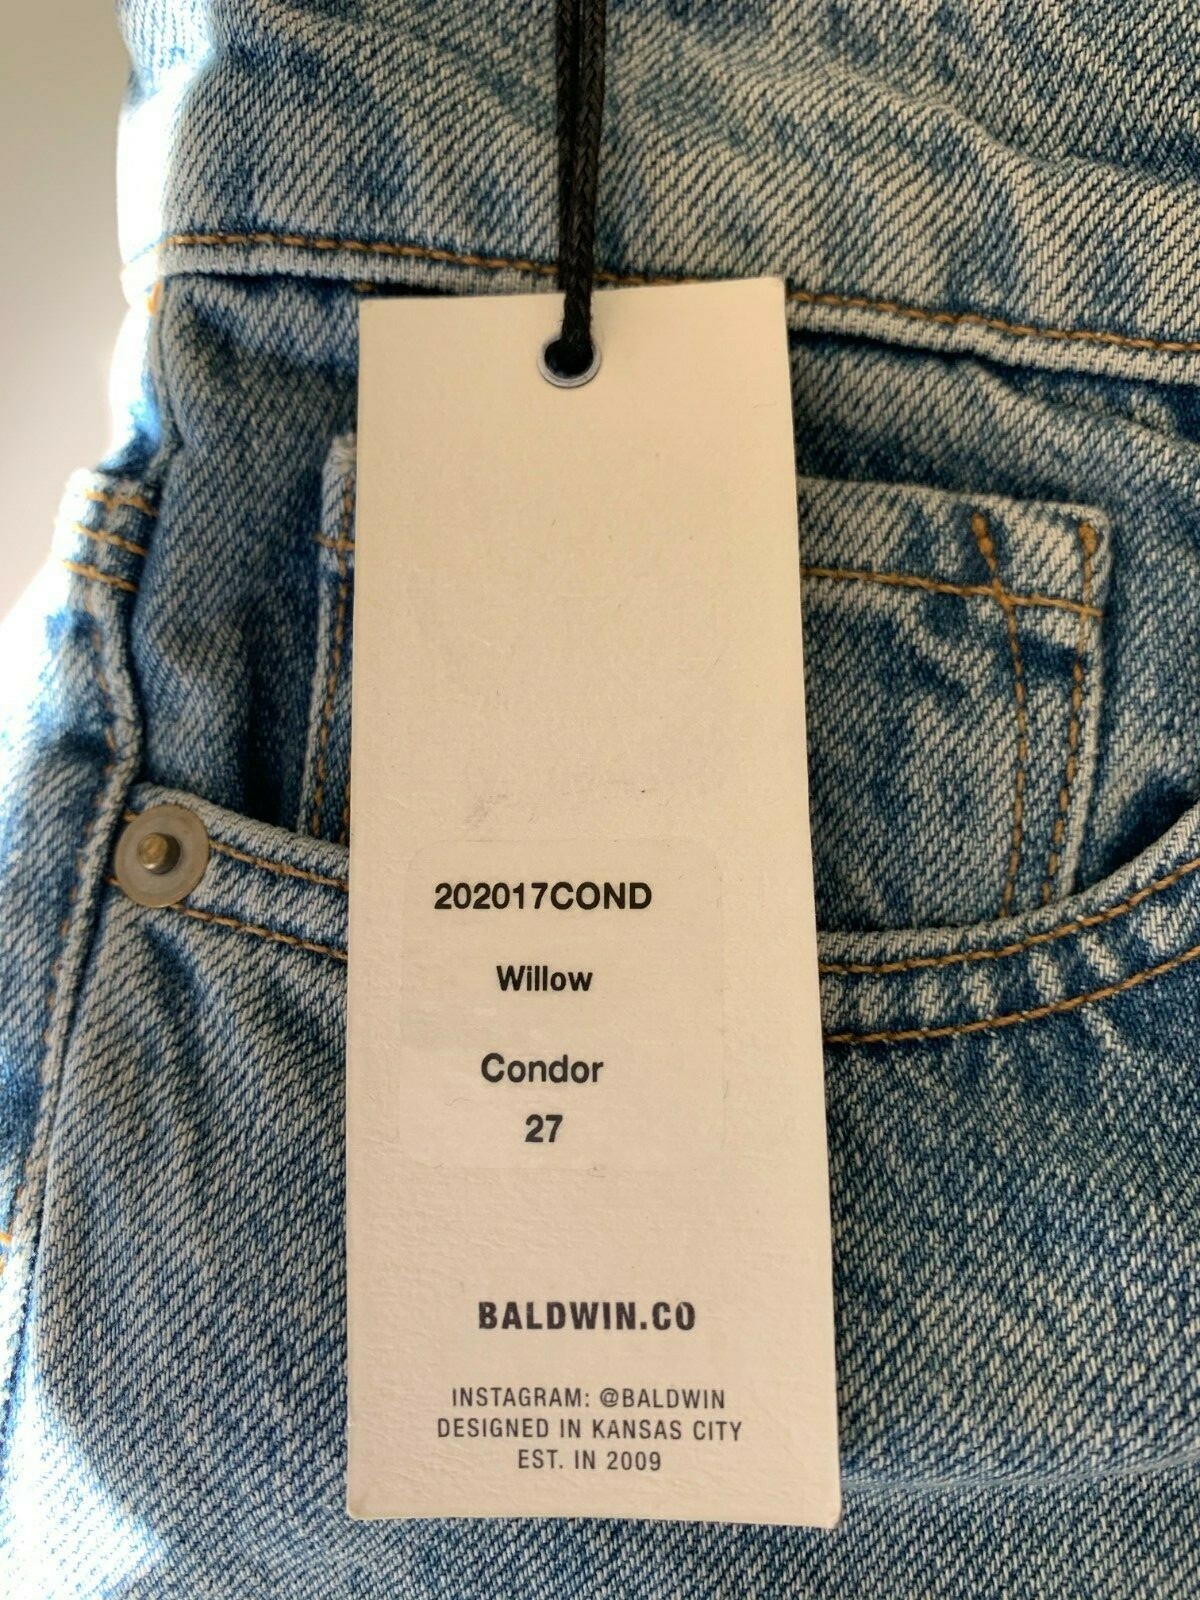 202017COND
Willow
Condor
27
BALDWIN.CO
INSTAGRAM: @BALDWIN
DESIGNED IN KANSAS CITY
EST. IN 2009